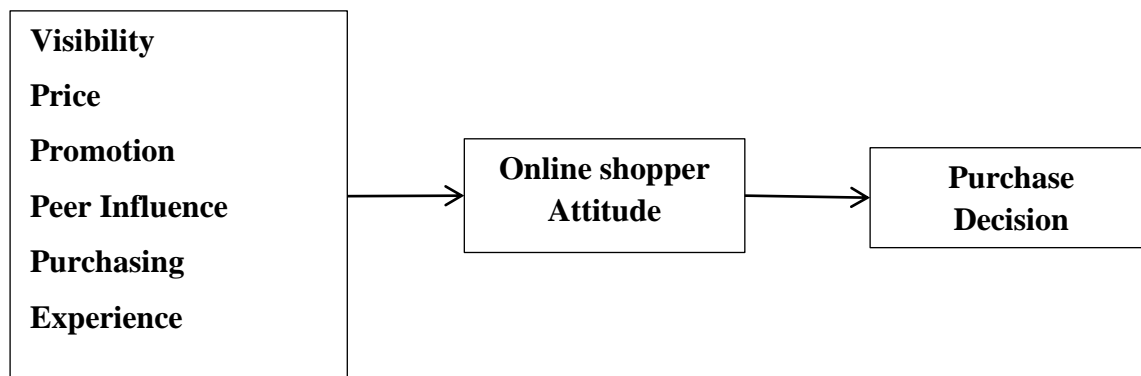 Visibility
Price
Promotion
Peer Influence
Purchasing
Experience
Online shopper
Attitude
Purchase
Decision